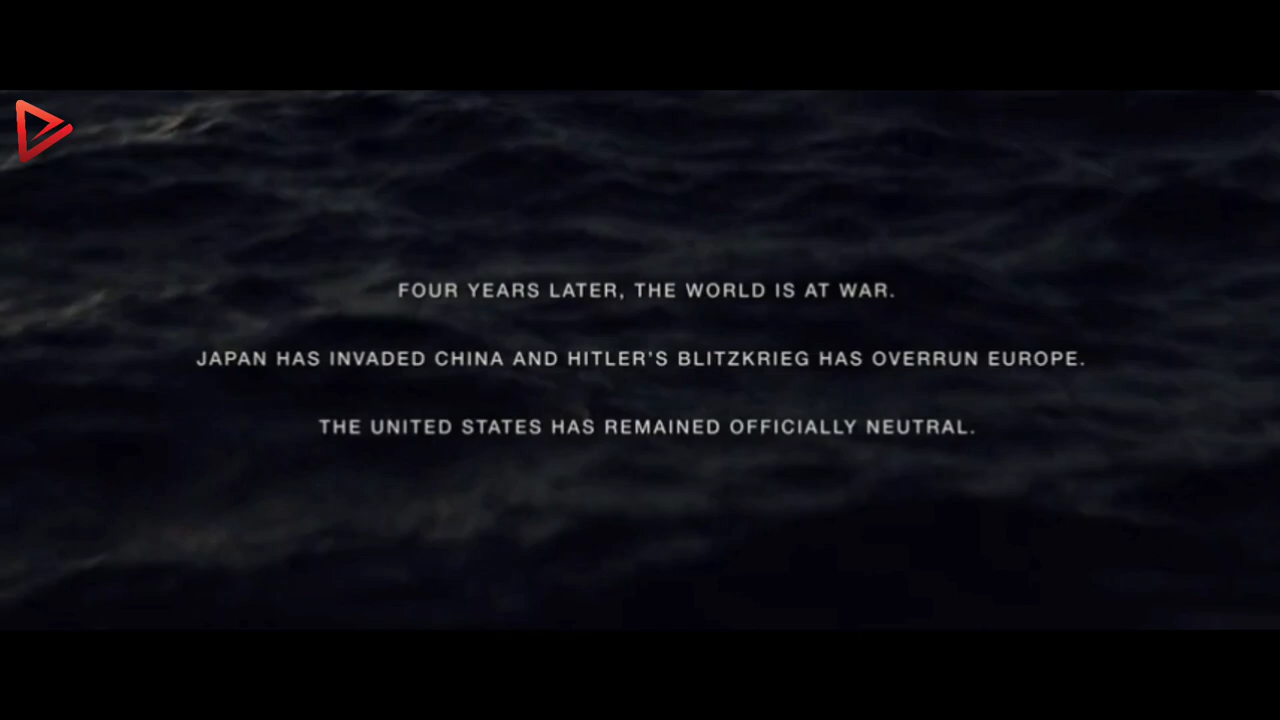 FOUR YEARS LATER, THE WORLD IS AT WAR.
JAPAN HAS INVADED CHINA AND HITLER'S BLITZKRIEG HAS OVERRUN EUROPE.
THE UNITED STATES HAS REMAINED OFFICIALLY NEUTRAL.